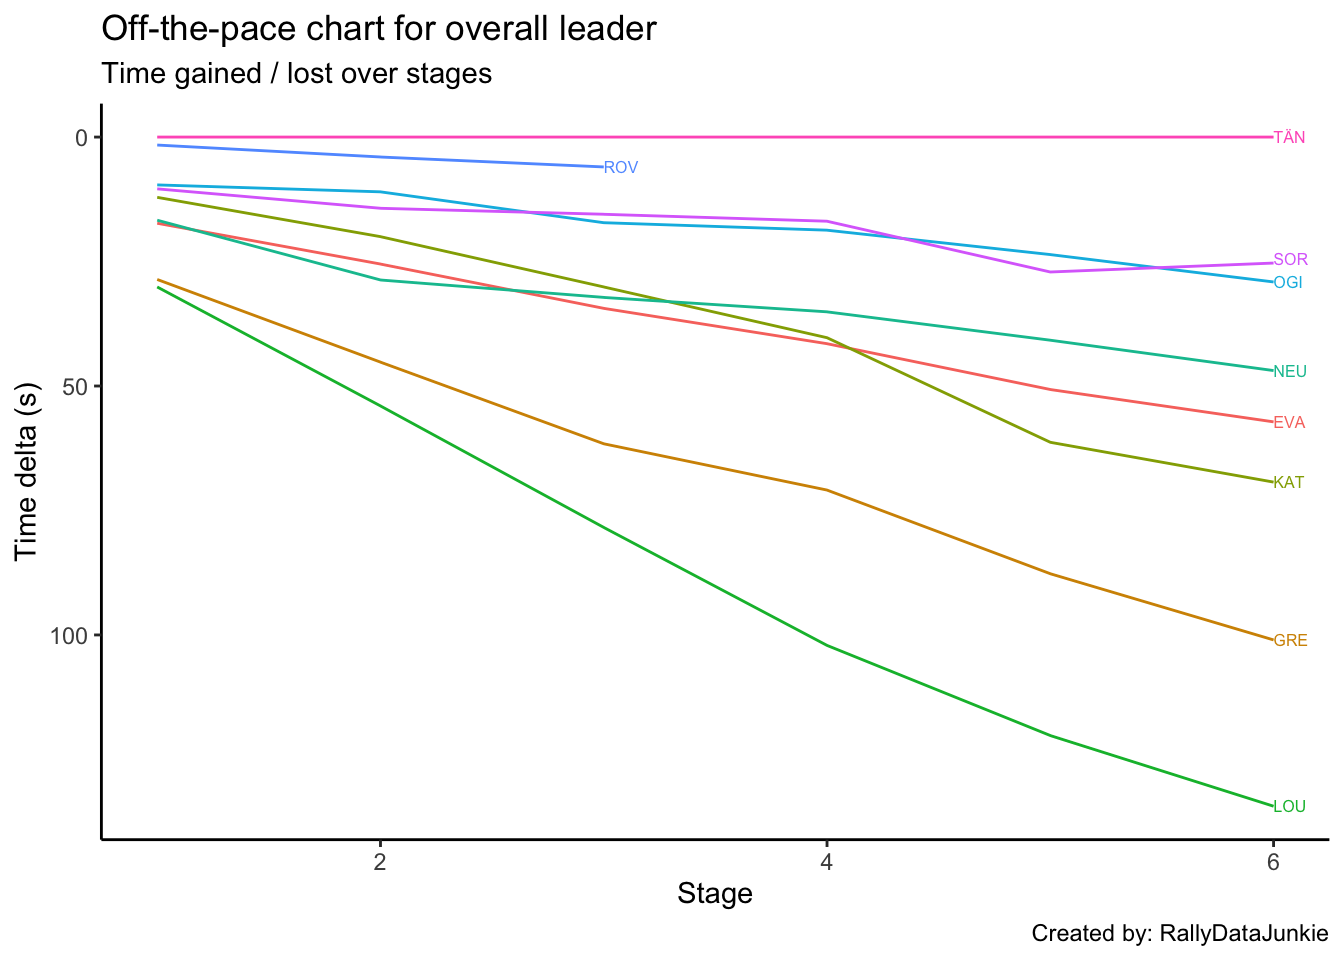 Off-the-pace chart for overall leader
Time gained / lost over stages
0
50
100
Time delta (s)
TÄN
ROV
SOR
OGI
NEU
EVA
KAT
GRE
LOU
2
4
6
Stage
Created by: RallyDataJunkie